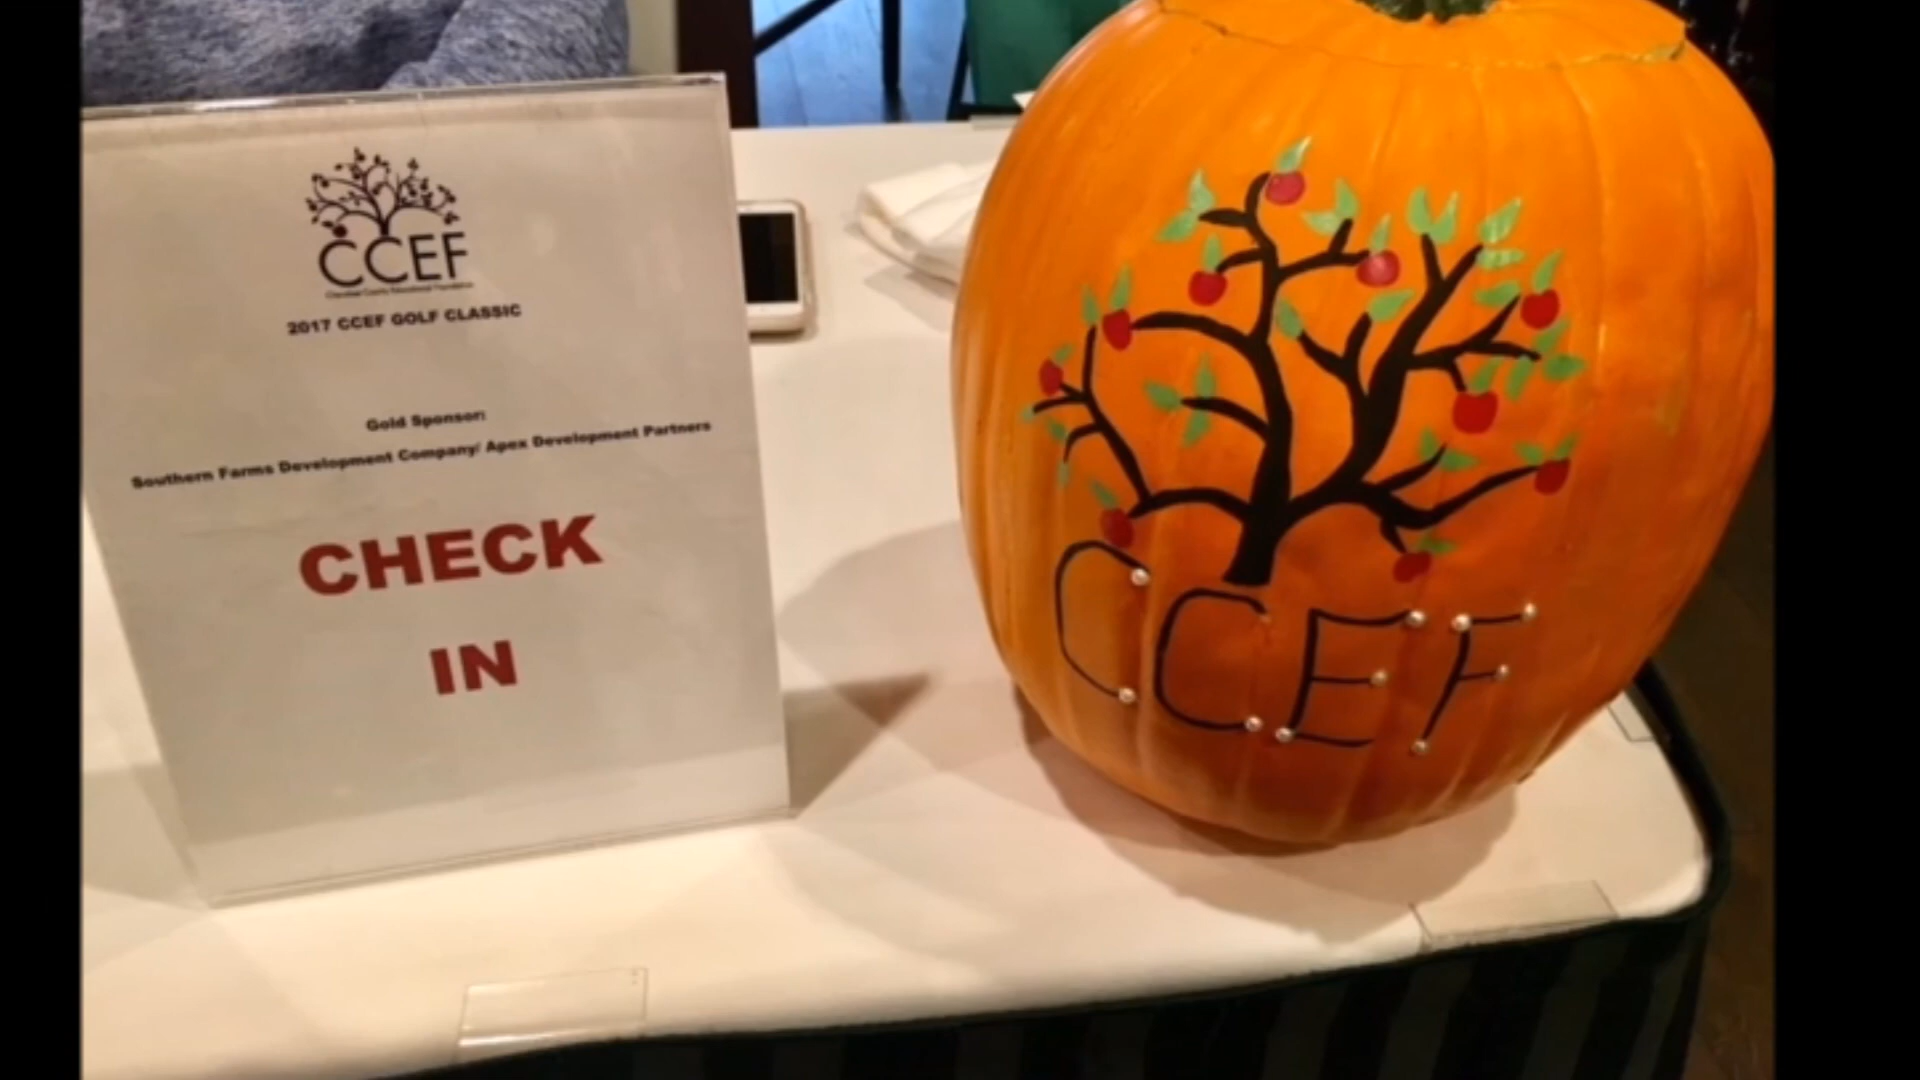 CCEF
2017 CCEF GOLF CLASSIC
Gold Sponsor:
Southern Farms Development Company/ Apex Development Partners
CHECK
IN
CCEF